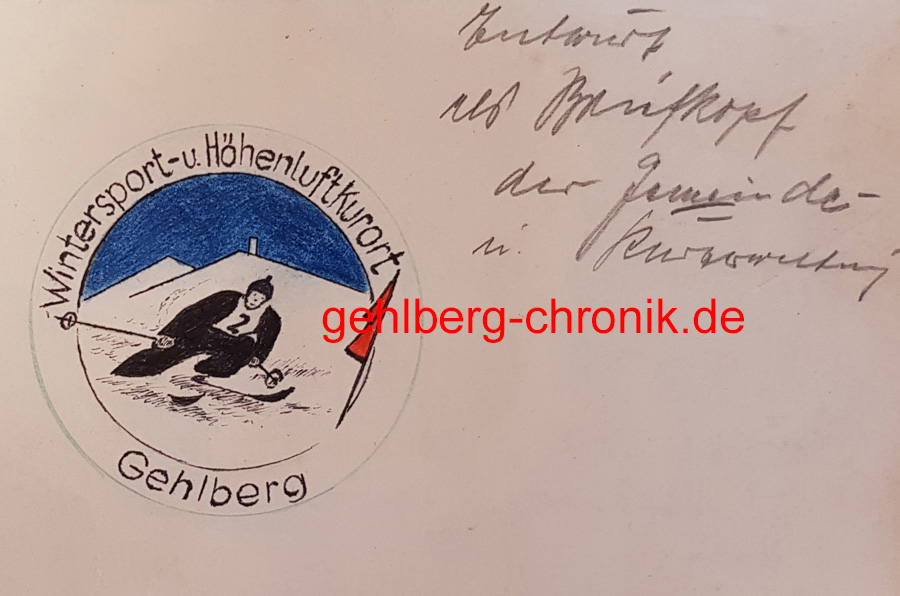 Entwurf
als Briefkopf
der Gemeinde-
u. Kurverwaltung
Wintersport-u. Höhenluftkurort
2
gehlberg-chronik.de
Gehlberg